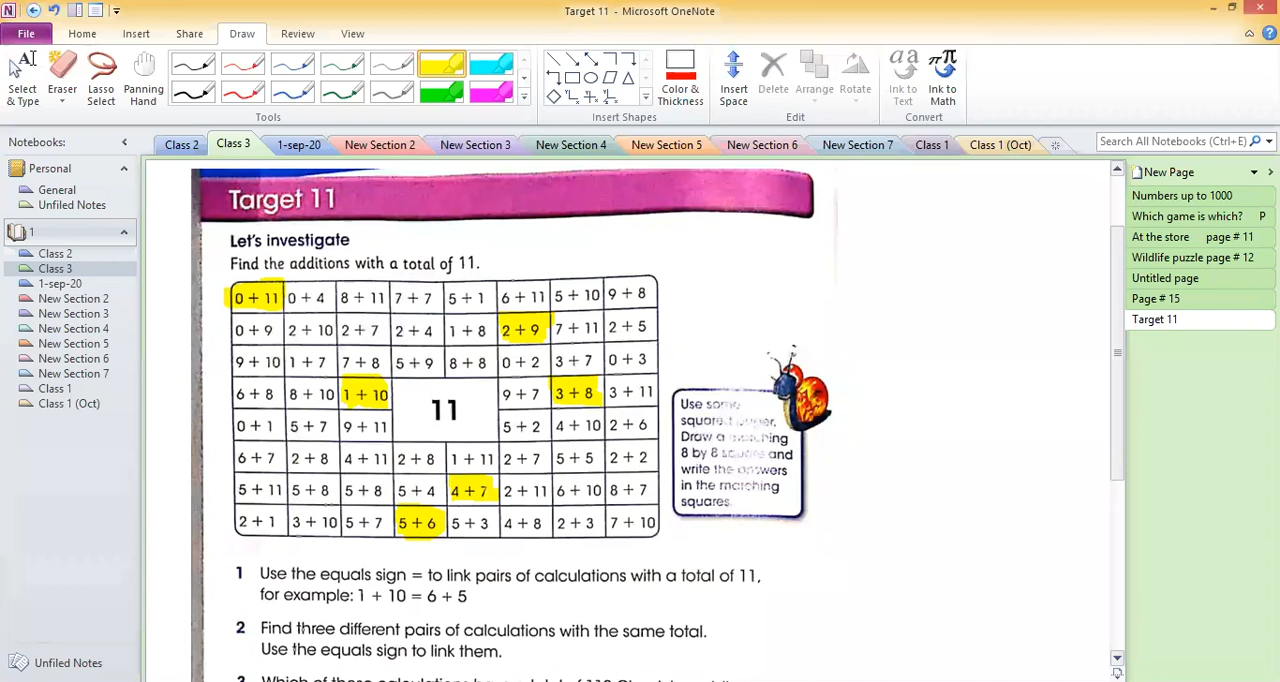 Target 11 - Microsoft OneNote
File Home Insert Share Draw Review View
Select & Type
Eraser
Lasso Select
Panning Hand
Color & Thickness
Insert Space
Delete
Arrange
Rotate
Ink to Text
Ink to Math
Tools Insert Shapes Edit Convert
Notebooks:
Class 2 Class 3 1-sep-20 New Section 2 New Section 3 New Section 4 New Section 5 New Section 6 New Section 7 Class 1 Class 1 (Oct)
Search All Notebooks (Ctrl+E)
Personal
General
Unfiled Notes
1
Class 2
Class 3
1-sep-20
New Section 2
New Section 3
New Section 4
New Section 5
New Section 6
New Section 7
Class 1
Class 1 (Oct)
Unfiled Notes
Target 11
Let's investigate
Find the additions with a total of 11.
0 + 11 0 + 4 8 + 11 7 + 7 5 + 1 6 + 11 5 + 10 9 + 8
0 + 9 2 + 10 2 + 7 2 + 4 1 + 8 2 + 9 7 + 11 2 + 5
9 + 10 1 + 7 7 + 8 5 + 9 8 + 8 0 + 2 3 + 7 0 + 3
6 + 8 8 + 10 1 + 10 9 + 7 3 + 8 3 + 11
11
0 + 1 5 + 7 9 + 11 5 + 2 4 + 10 2 + 6
6 + 7 2 + 8 4 + 11 2 + 8 1 + 11 2 + 7 5 + 5 2 + 2
5 + 11 5 + 8 5 + 8 5 + 4 4 + 7 2 + 11 6 + 10 8 + 7
2 + 1 3 + 10 5 + 7 5 + 6 5 + 3 4 + 8 2 + 3 7 + 10
Use some
squared paper.
Draw a matching
8 by 8 square and
write the answers
in the matching
squares.
1 Use the equals sign = to link pairs of calculations with a total of 11,
for example: 1 + 10 = 6 + 5
2 Find three different pairs of calculations with the same total.
Use the equals sign to link them.
New Page
Numbers up to 1000
Which game is which? P
At the store page # 11
Wildlife puzzle page # 12
Untitled page
Page # 15
Target 11